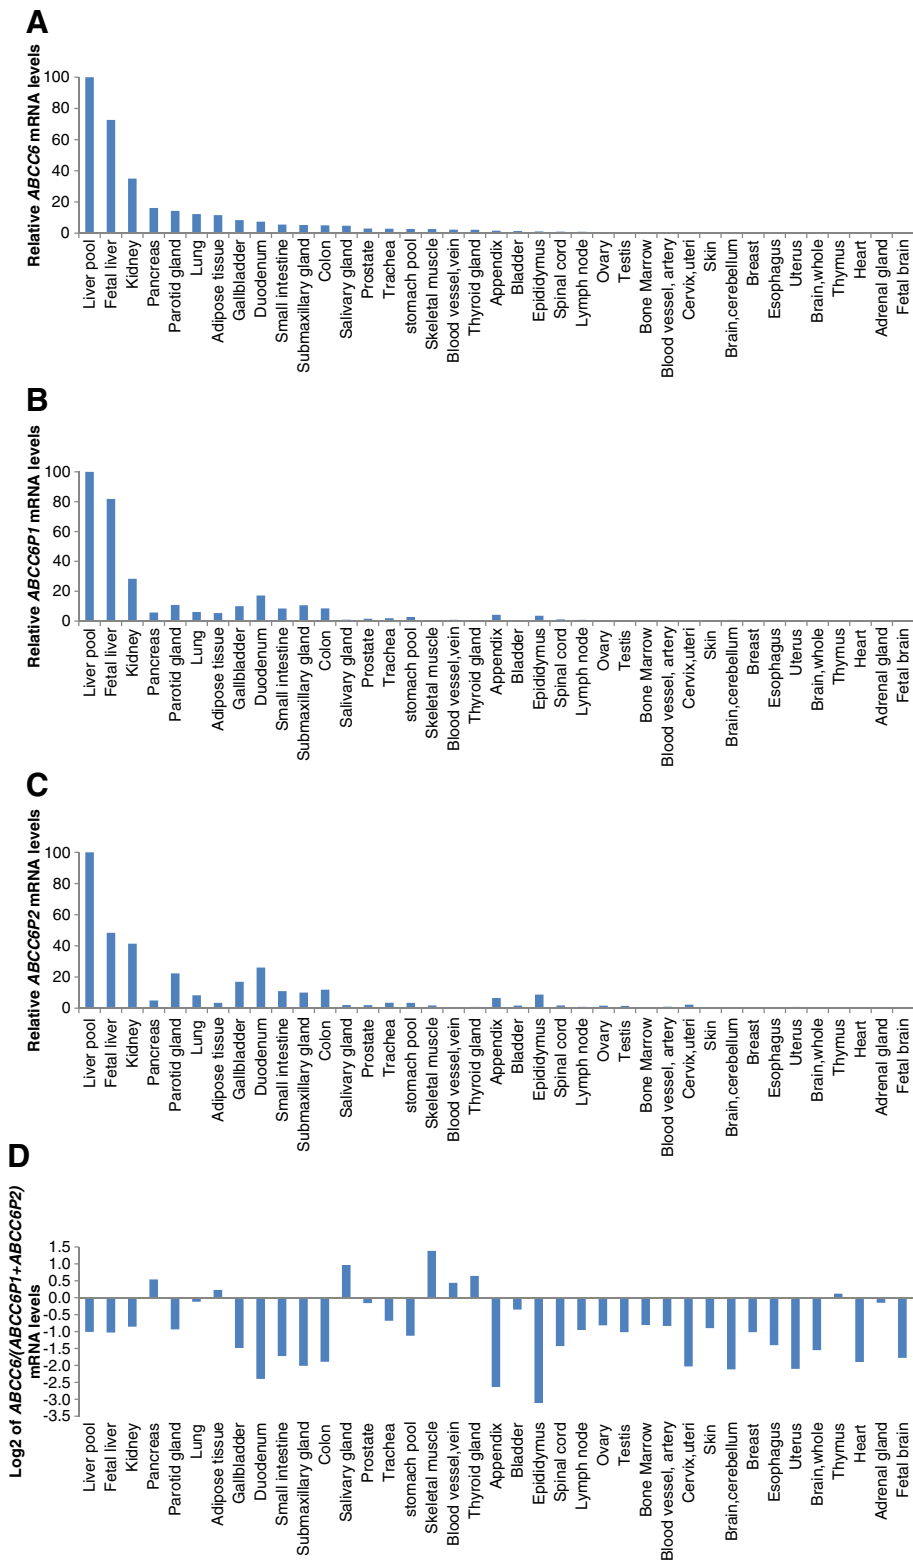 A
Relative ABCC6 mRNA levels
100
80
60
40
20
0
Liver pool
Fetal liver
Kidney
Pancreas
Parotid gland
Lung
Adipose tissue
Gallbladder
Duodenum
Small intestine
Submaxillary gland
Colon
Salivary gland
Prostate
Trachea
stomach pool
Skeletal muscle
Blood vessel,vein
Thyroid gland
Appendix
Bladder
Epididymus
Spinal cord
Lymph node
Ovary
Testis
Bone Marrow
Blood vessel, artery
Cervix,uteri
Skin
Brain,cerebellum
Breast
Esophagus
Uterus
Brain,whole
Thymus
Heart
Adrenal gland
Fetal brain
B
Relative ABCC6P1 mRNA levels
100
80
60
40
20
0
Liver pool
Fetal liver
Kidney
Pancreas
Parotid gland
Lung
Adipose tissue
Gallbladder
Duodenum
Small intestine
Submaxillary gland
Colon
Salivary gland
Prostate
Trachea
stomach pool
Skeletal muscle
Blood vessel,vein
Thyroid gland
Appendix
Bladder
Epididymus
Spinal cord
Lymph node
Ovary
Testis
Bone Marrow
Blood vessel, artery
Cervix,uteri
Skin
Brain,cerebellum
Breast
Esophagus
Uterus
Brain,whole
Thymus
Heart
Adrenal gland
Fetal brain
C
Relative ABCC6P2 mRNA levels
100
80
60
40
20
0
Liver pool
Fetal liver
Kidney
Pancreas
Parotid gland
Lung
Adipose tissue
Gallbladder
Duodenum
Small intestine
Submaxillary gland
Colon
Salivary gland
Prostate
Trachea
stomach pool
Skeletal muscle
Blood vessel,vein
Thyroid gland
Appendix
Bladder
Epididymus
Spinal cord
Lymph node
Ovary
Testis
Bone Marrow
Blood vessel, artery
Cervix,uteri
Skin
Brain,cerebellum
Breast
Esophagus
Uterus
Brain,whole
Thymus
Heart
Adrenal gland
Fetal brain
D
Log2 of ABCC6/(ABCC6P1+ABCC6P2)
mRNA levels
1.5
1.0
0.5
0.0
-0.5
-1.0
-1.5
-2.0
-2.5
-3.0
-3.5
Liver pool
Fetal liver
Kidney
Pancreas
Parotid gland
Lung
Adipose tissue
Gallbladder
Duodenum
Small intestine
Submaxillary gland
Colon
Salivary gland
Prostate
Trachea
stomach pool
Skeletal muscle
Blood vessel,vein
Thyroid gland
Appendix
Bladder
Epididymus
Spinal cord
Lymph node
Ovary
Testis
Bone Marrow
Blood vessel, artery
Cervix,uteri
Skin
Brain,cerebellum
Breast
Esophagus
Uterus
Brain,whole
Thymus
Heart
Adrenal gland
Fetal brain